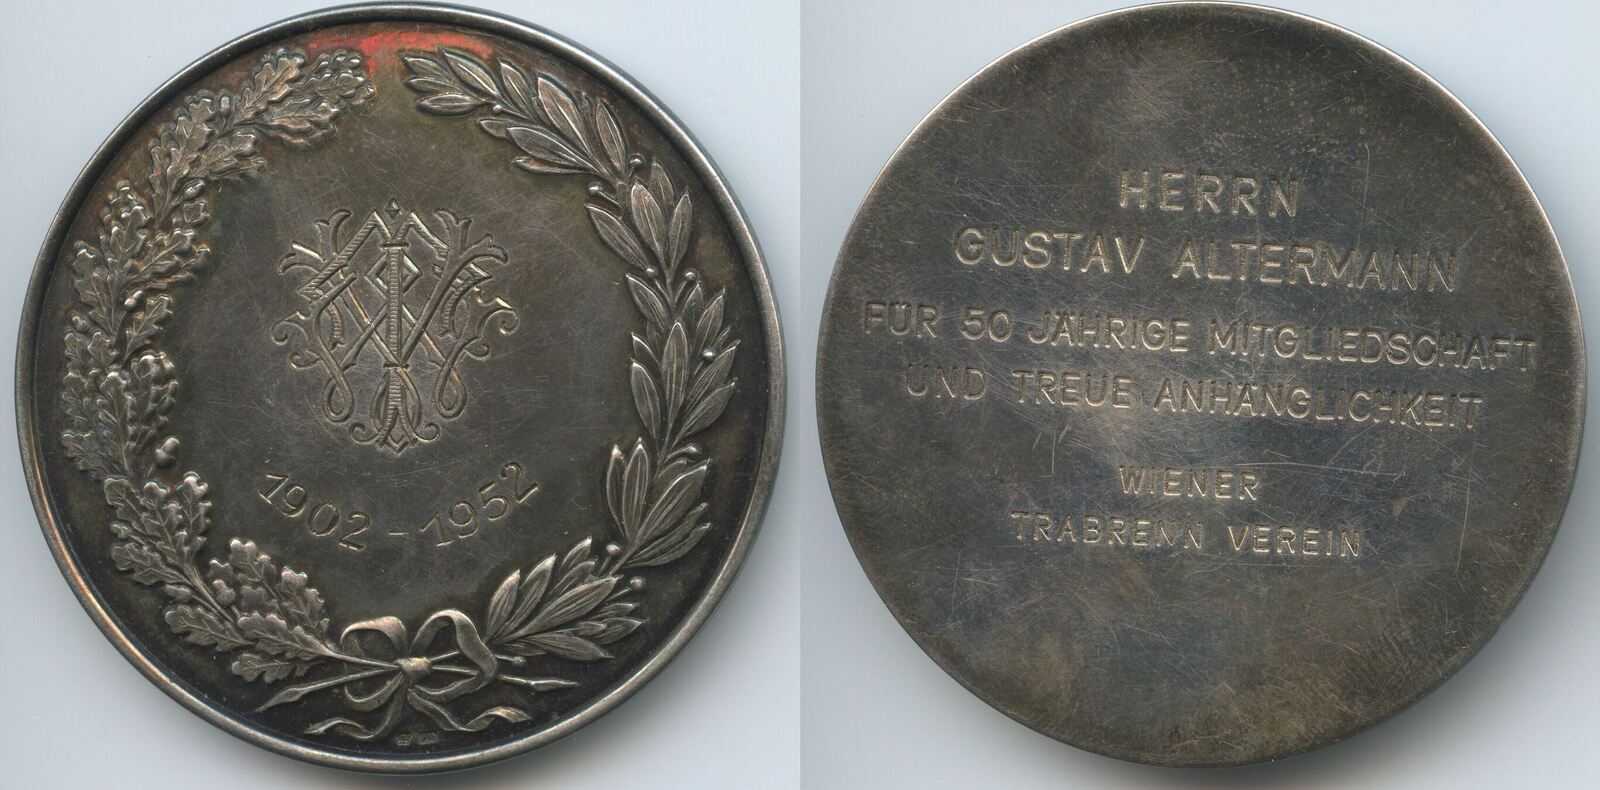 1902 - 1952
HERRN
GUSTAV ALTERMANN
FÜR 50 JÄHRIGE MITGLIEDSCHAFT
UND TREUE ANHÄNGLICHKEIT
WIENER
TRABRENN VEREIN